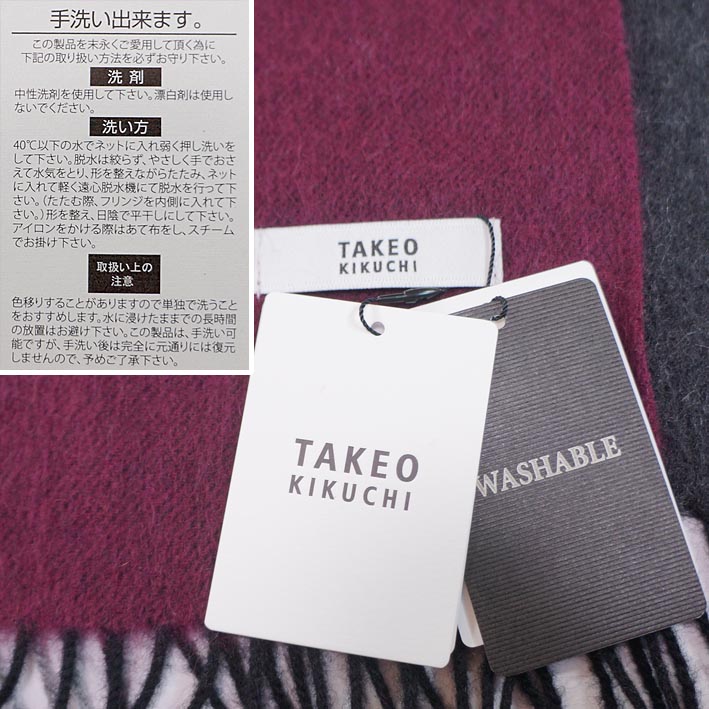 手洗い出来ます。
この製品を末永くご愛用して頂く為に
下記の取り扱い方法を必ずお守り下さい。
洗剤
中性洗剤を使用して下さい。漂白剤は使用し
ないでください。
洗い方
40℃以下の水でネットに入れ弱く押し洗いを
して下さい。脱水は絞らず、やさしく手でおさ
えて水気をとり、形を整えながらたたみ、ネット
に入れて軽く遠心脱水機にて脱水を行って下
さい。(たたむ際、フリンジを内側に入れて下
さい。)形を整え、日陰で平干しにして下さい。
アイロンをかける際はあて布をし、スチーム
でお掛け下さい。
取扱い上の
注意
色移りすることがありますので単独で洗うこと
をおすすめします。水に浸けたままでの長時間
の放置はお避け下さい。この製品は、手洗い可
能ですが、手洗い後は完全に元通りには復元
しませんので、予めご了承下さい。
TAKEO
KIKUCHI
TAKEO
KIKUCHI
WASHABLE